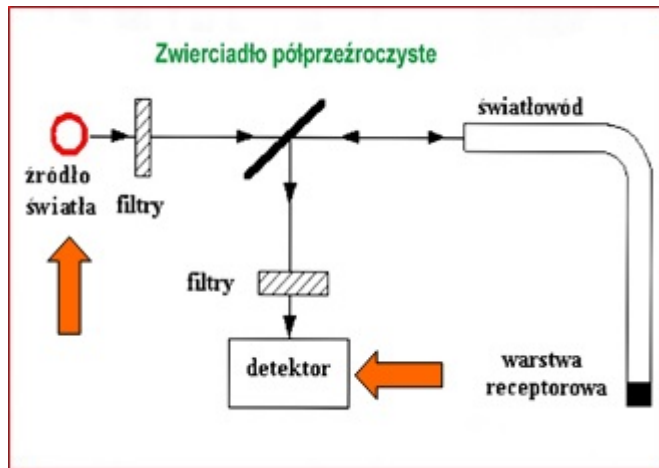 Zwierciadło półprzeźroczyste
światłowód
źródło
światła
filtry
filtry
detektor
warstwa
receptorowa